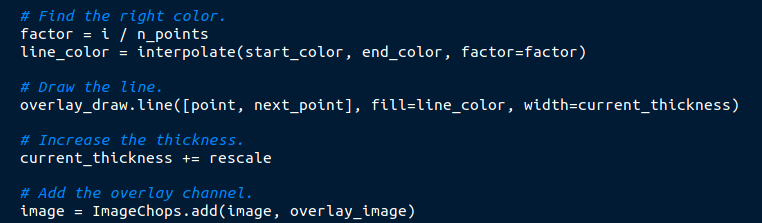 # Find the right color.
factor = i / n_points
line_color = interpolate(start_color, end_color, factor=factor)
# Draw the line.
overlay_draw.line([point, next_point], fill=line_color, width=current_thickness)
# Increase the thickness.
current_thickness += rescale
# Add the overlay channel.
image = ImageChops.add(image, overlay_image)